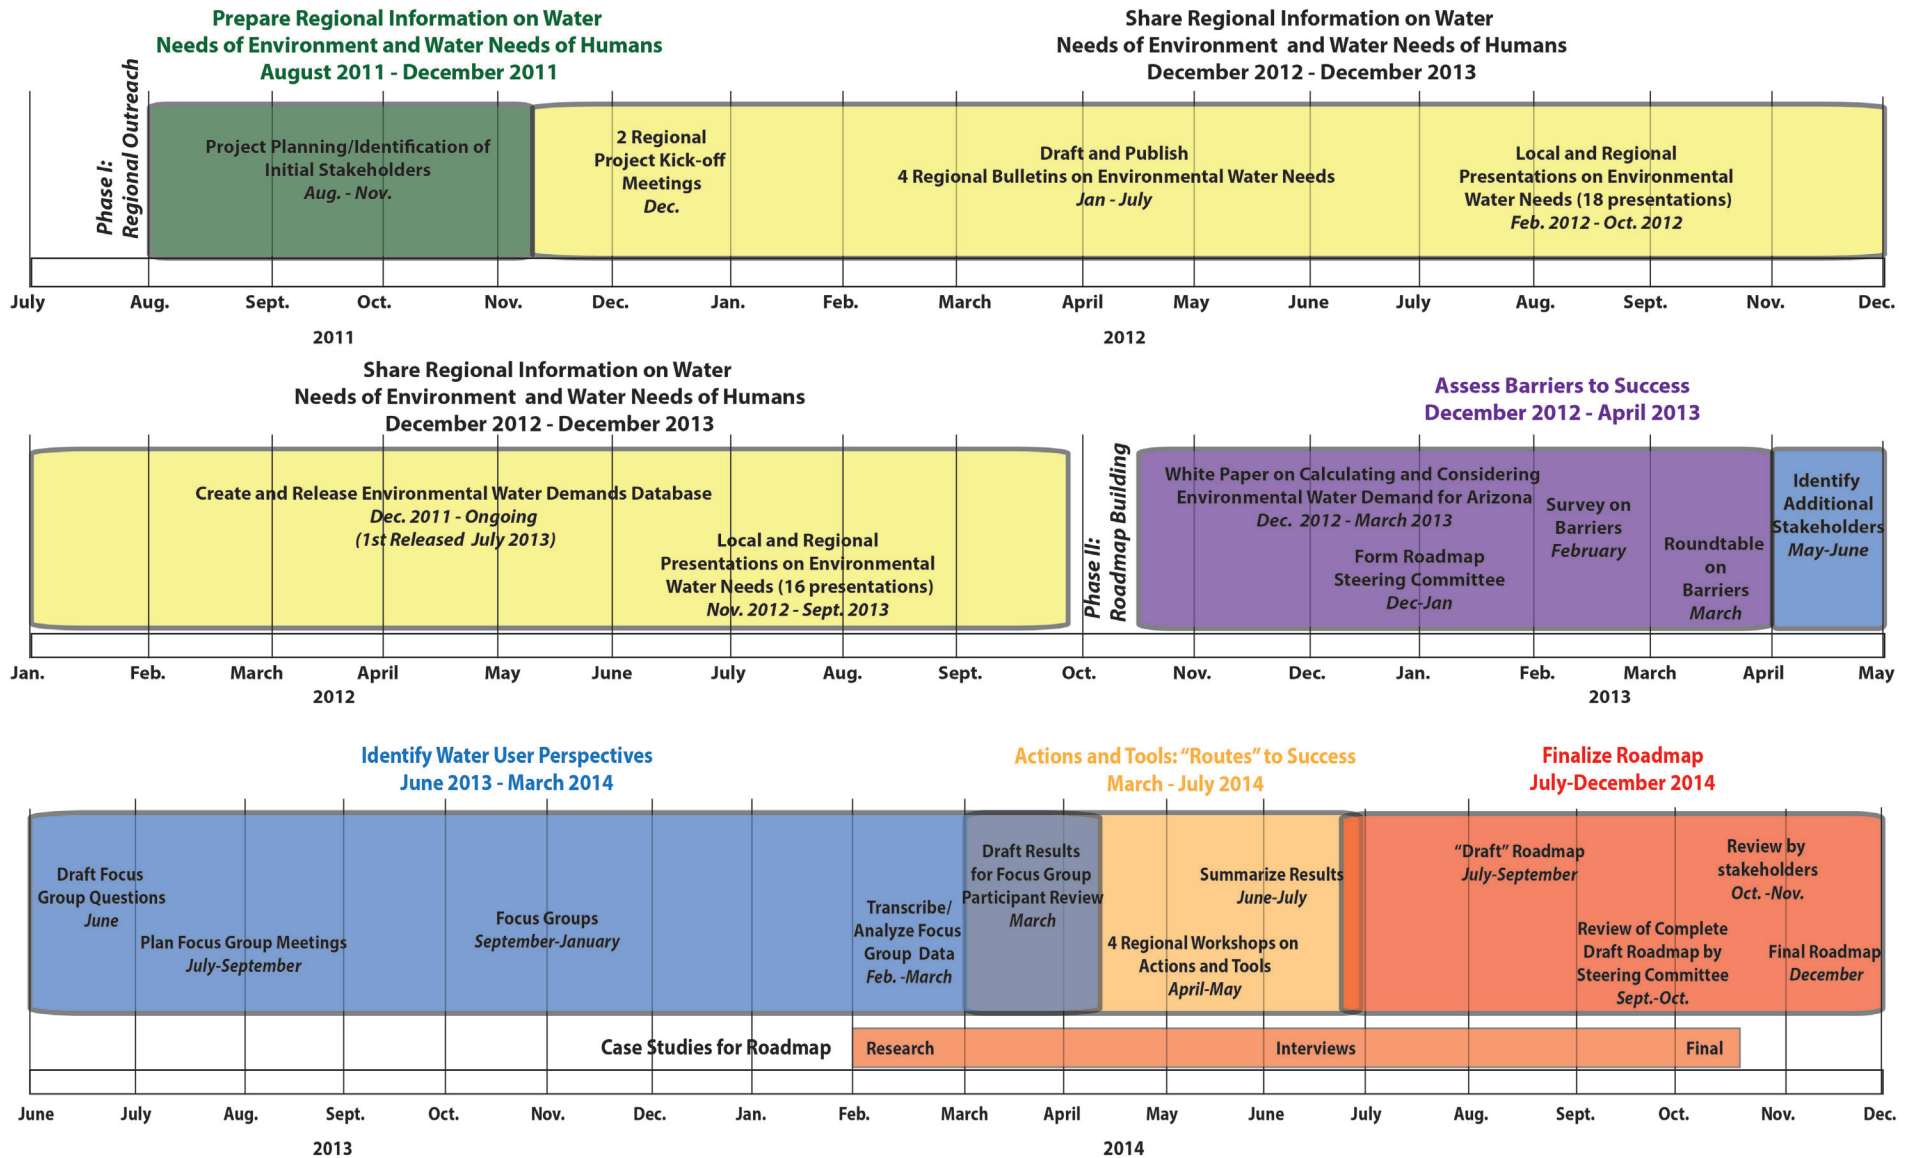 Prepare Regional Information on Water
Needs of Environment and Water Needs of Humans
August 2011 - December 2011
Share Regional Information on Water
Needs of Environment  and Water Needs of Humans
December 2012 - December 2013
Phase I:
Regional Outreach
Project Planning/Identification of
Initial Stakeholders
Aug. - Nov.
2 Regional
Project Kick-off
Meetings
Dec.
Draft and Publish
4 Regional Bulletins on Environmental Water Needs
Jan - July
Local and Regional
Presentations on Environmental
Water Needs (18 presentations)
Feb. 2012 - Oct. 2012
July Aug. Sept. Oct. Nov. Dec. Jan. Feb. March April May June July Aug. Sept. Nov. Dec.
2011 2012
Share Regional Information on Water
Needs of Environment  and Water Needs of Humans
December 2012 - December 2013
Assess Barriers to Success
December 2012 - April 2013
Create and Release Environmental Water Demands Database
Dec. 2011 - Ongoing
(1st Released  July 2013)
Local and Regional
Presentations on Environmental
Water Needs (16 presentations)
Nov. 2012 - Sept. 2013
Phase II:
Roadmap Building
White Paper on Calculating and Considering
Environmental Water Demand for Arizona
Dec.  2012 - March 2013
Form Roadmap
Steering Committee
Dec-Jan
Survey on
Barriers
February
Roundtable
on
Barriers
March
Identify
Additional
Stakeholders
May-June
Jan. Feb. March April May June July Aug. Sept. Oct. Nov. Dec. Jan. Feb. March April May
2012 2013
Identify Water User Perspectives
June 2013 - March 2014
Actions and Tools: “Routes” to Success
March - July 2014
Finalize Roadmap
July-December 2014
Draft Focus
Group Questions
June
Plan Focus Group Meetings
July-September
Focus Groups
September-January
Transcribe/
Analyze Focus
Group  Data
Feb. -March
Draft Results
for Focus Group
Participant Review
March
Summarize Results
June-July
4 Regional Workshops on
Actions and Tools
April-May
“Draft” Roadmap
July-September
Review by
stakeholders
Oct. -Nov.
Review of Complete
Draft Roadmap by
Steering Committee
Sept.-Oct.
Final Roadmap
December
Case Studies for Roadmap Research Interviews Final
June July Aug. Sept. Oct. Nov. Dec. Jan. Feb. March April May June July Aug. Sept. Oct. Nov. Dec.
2013 2014